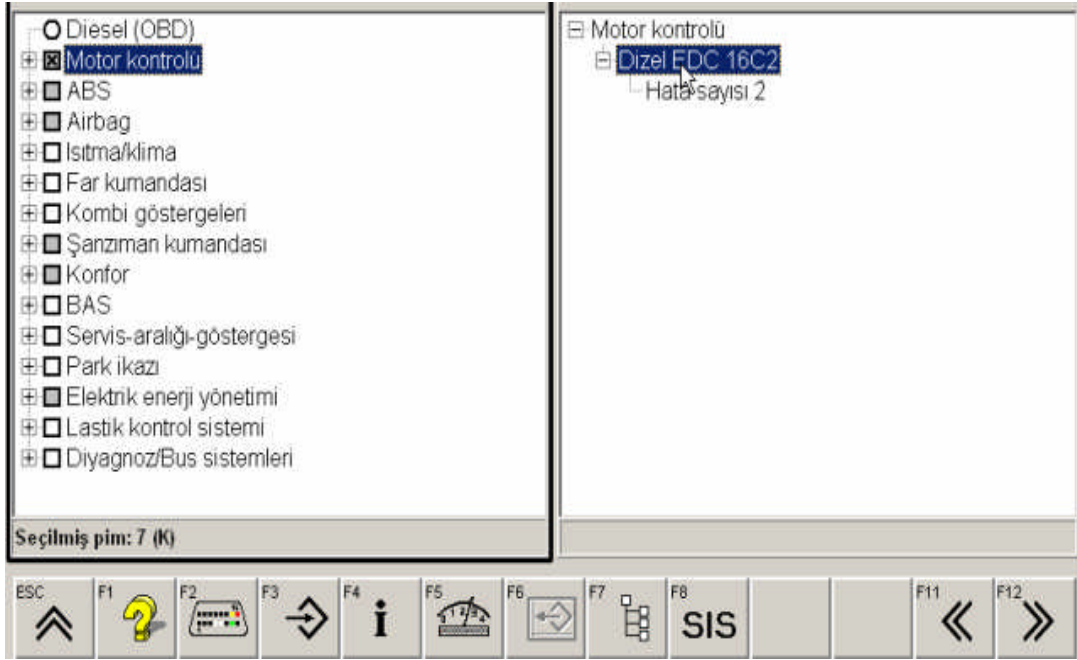 Diesel (OBD)
Motor kontrolü
ABS
Airbag
Isıtma/klima
Far kumandası
Kombi göstergeleri
Şanzıman kumandası
Konfor
BAS
Servis-aralığı-göstergesi
Park ikazı
Elektrik enerji yönetimi
Lastik kontrol sistemi
Diyagnoz/Bus sistemleri
Seçilmiş pim: 7 (K)
Motor kontrolü
Dizel EDC 16C2
Hata sayısı 2
ESC F1 F2 F3 F4 F5 F6 F7 F8 F11 F12
SIS